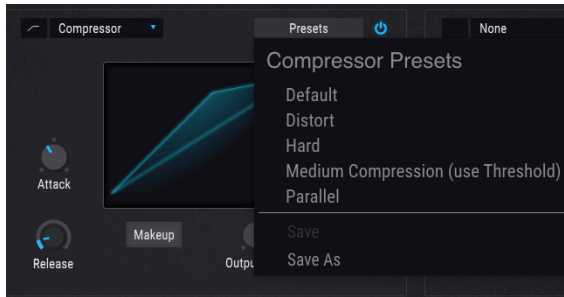 Compressor
Presets
None
Compressor Presets
Default
Distort
Hard
Medium Compression (use Threshold)
Parallel
Attack
Save
Makeup
Release
Outpu
Save As